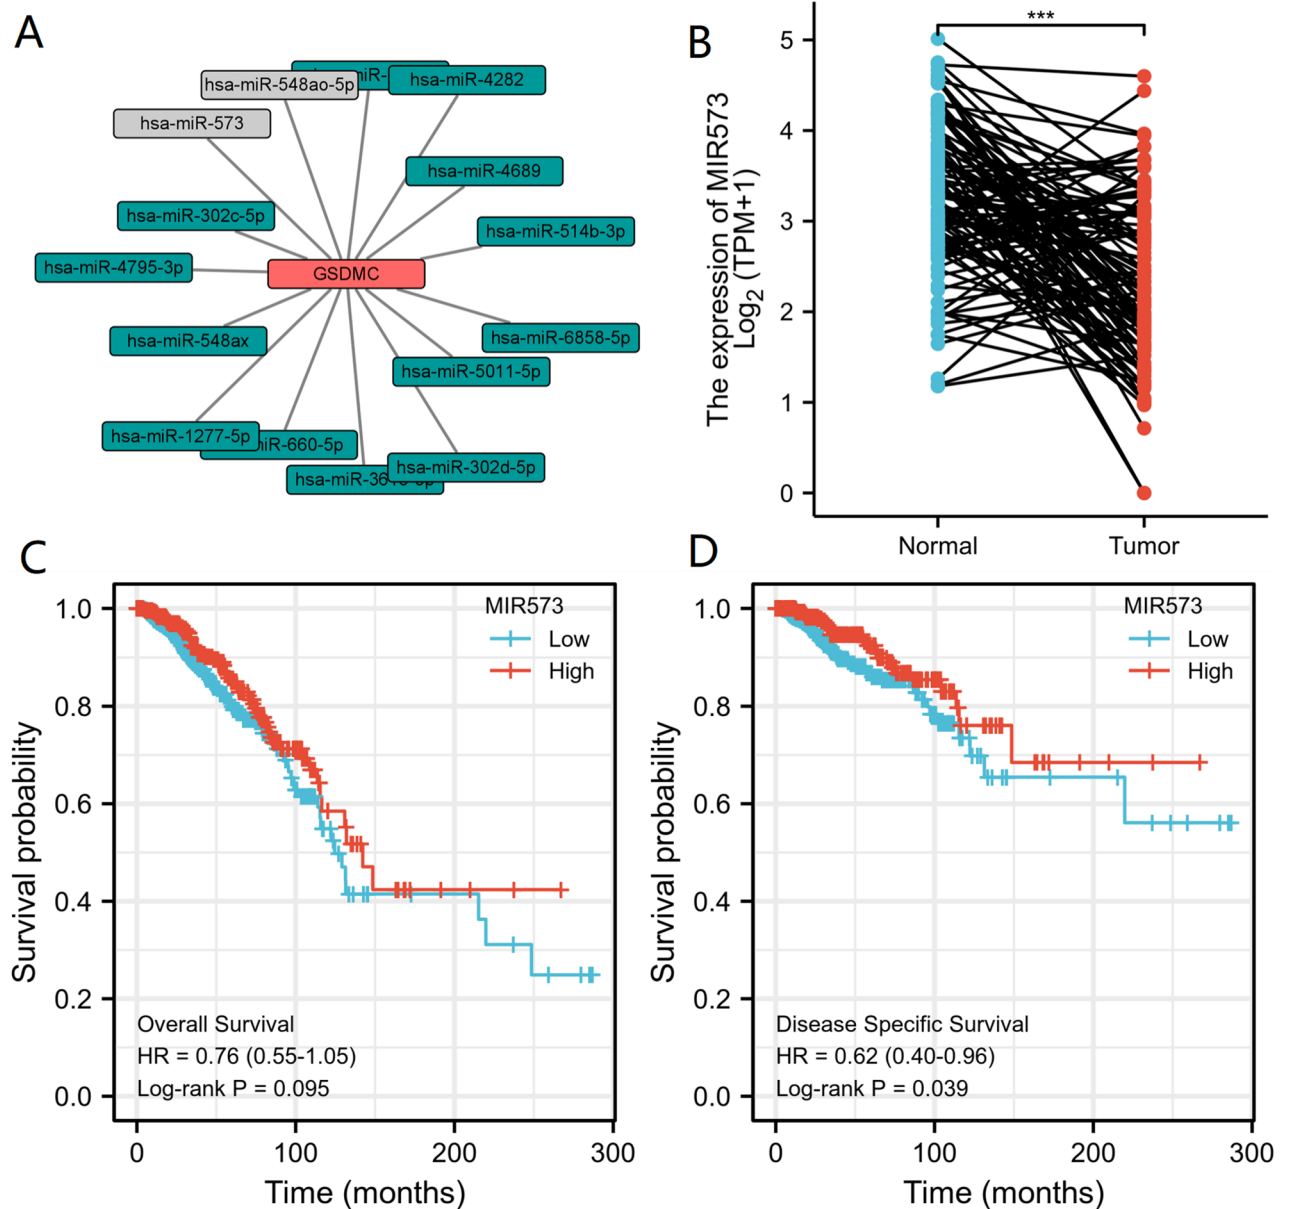 A
hsa-miR-548ao-5p
miR-
hsa-miR-4282
hsa-miR-573
hsa-miR-4689
hsa-miR-302c-5p
hsa-miR-514b-3p
hsa-miR-4795-3p
GSDMC
hsa-miR-548ax
hsa-miR-6858-5p
hsa-miR-5011-5p
hsa-miR-1277-5p
miR-660-5p
hsa-miR-302d-5p
B
***
The expression of MIR573
Log2 (TPM+1)
5
4
3
2
1
0
Normal
Tumor
C
Survival probability
1.0
0.8
0.6
0.4
0.2
0.0
MIR573
Low
High
Overall Survival
HR = 0.76 (0.55-1.05)
Log-rank P = 0.095
0
100
200
300
Time (months)
D
Survival probability
1.0
0.8
0.6
0.4
0.2
0.0
MIR573
Low
High
Disease Specific Survival
HR = 0.62 (0.40-0.96)
Log-rank P = 0.039
0
100
200
300
Time (months)